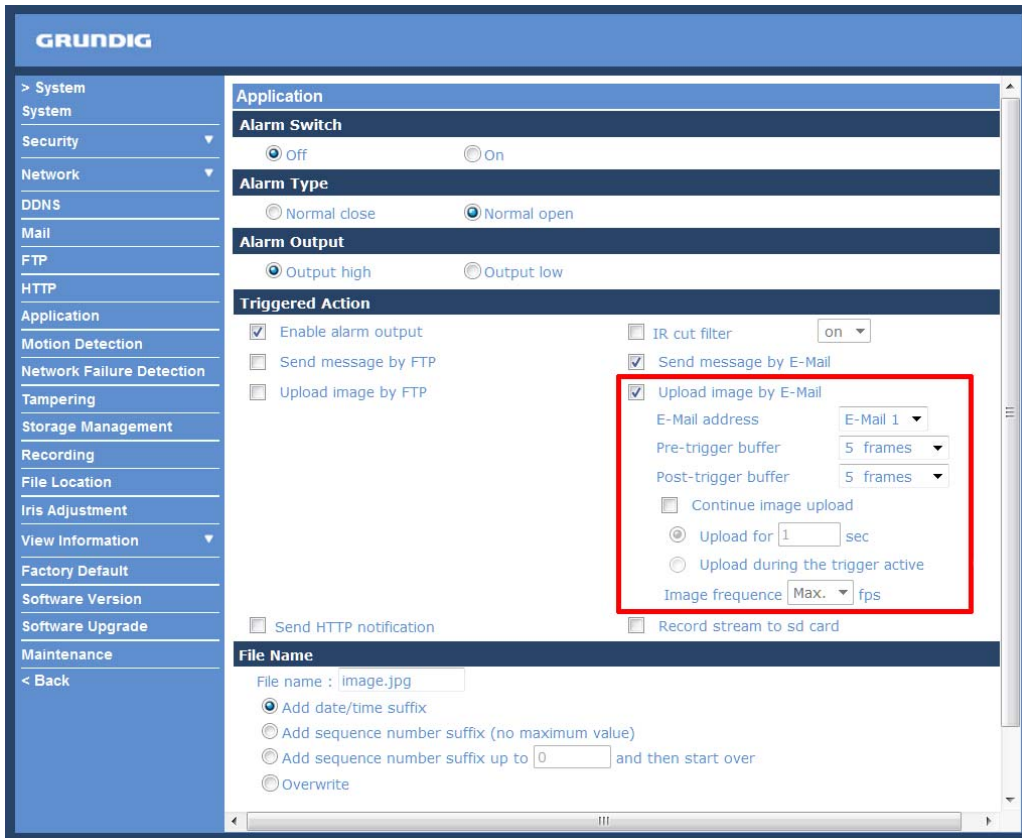 GRUNDIG
> System
System
Security
Network
DDNS
Mail
FTP
HTTP
Application
Motion Detection
Network Failure Detection
Tampering
Storage Management
Recording
File Location
Iris Adjustment
View Information
Factory Default
Software Version
Software Upgrade
Maintenance
< Back
Application
Alarm Switch
Off On
Alarm Type
Normal close Normal open
Alarm Output
Output high Output low
Triggered Action
Enable alarm output IR cut filter on
Send message by FTP Send message by E-Mail
Upload image by FTP Upload image by E-Mail
E-Mail address E-Mail 1
Pre-trigger buffer 5 frames
Post-trigger buffer 5 frames
Continue image upload
Upload for 1 sec
Upload during the trigger active
Image frequence Max. fps
Send HTTP notification Record stream to sd card
File Name
File name : image.jpg
Add date/time suffix
Add sequence number suffix (no maximum value)
Add sequence number suffix up to 0 and then start over
Overwrite